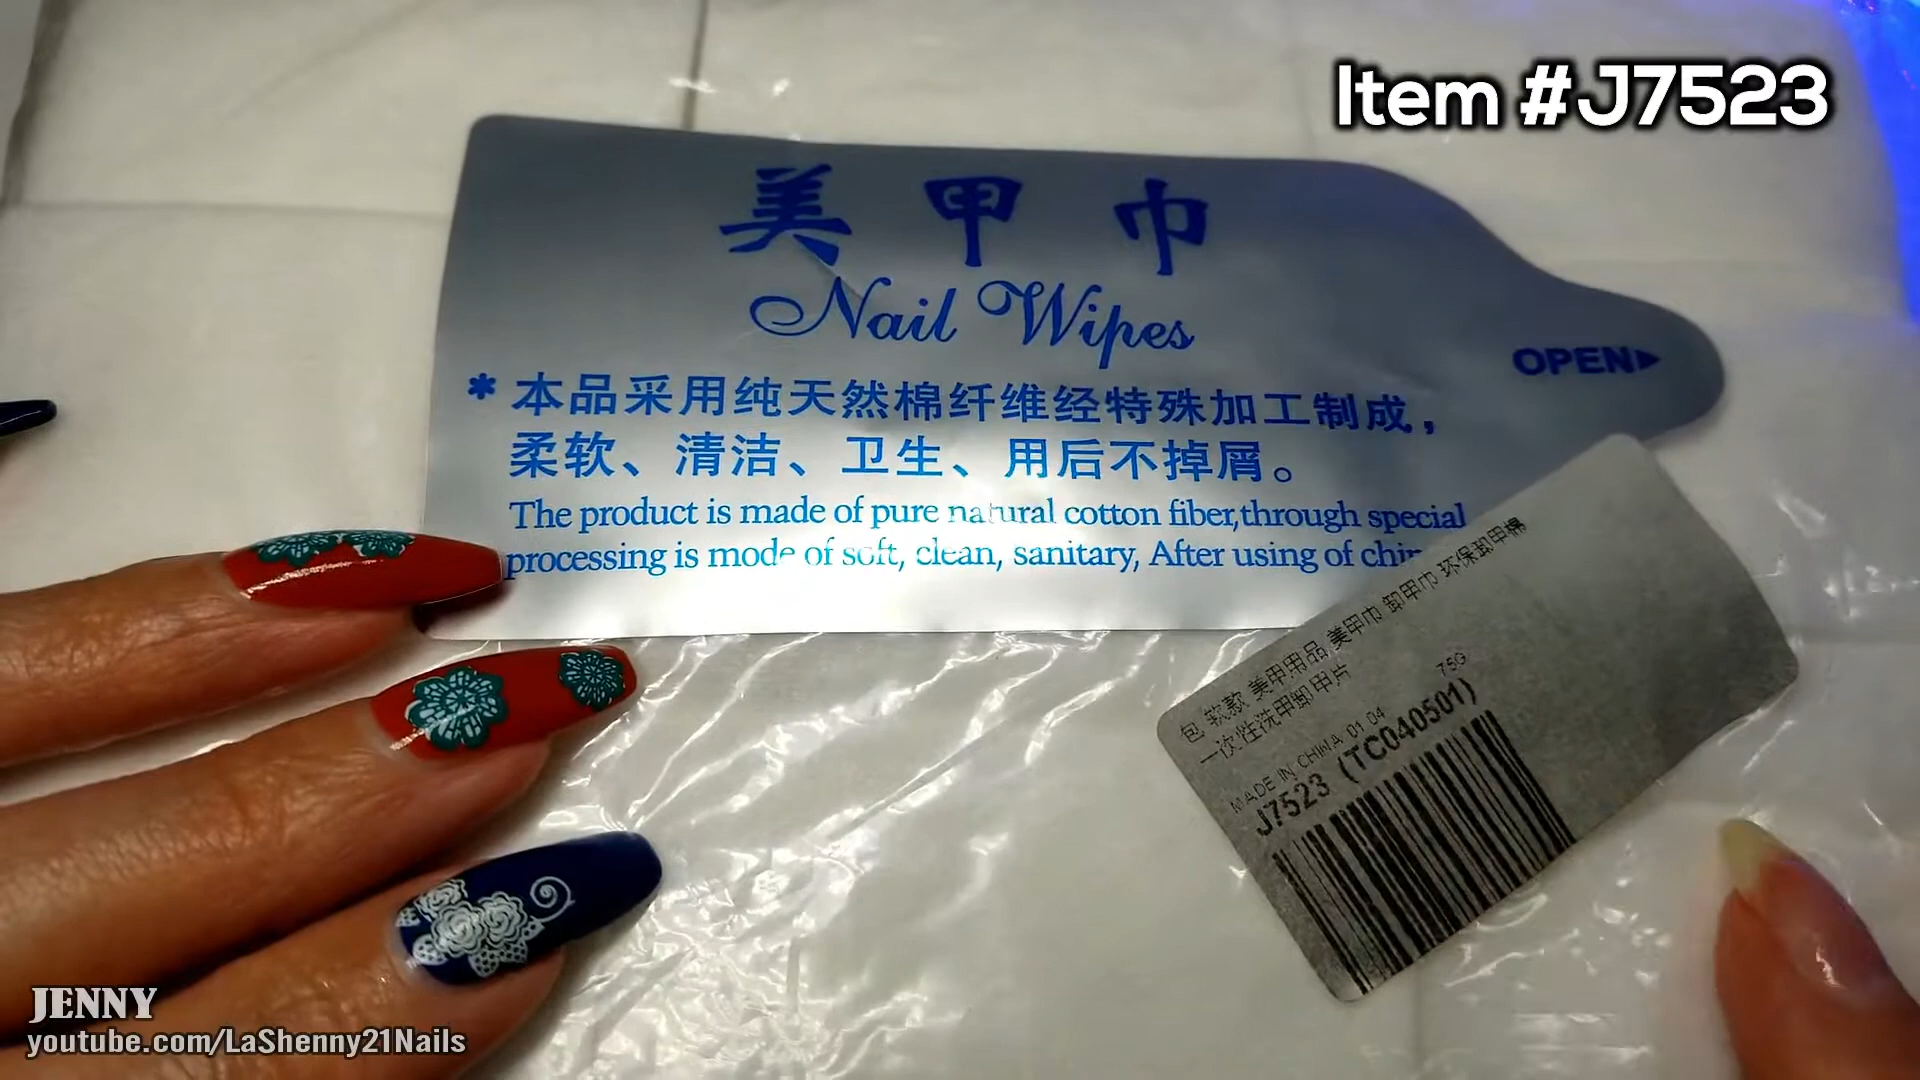 Item #J7523
美甲巾
Nail Wipes
OPEN
* 本品采用纯天然棉纤维经特殊加工制成，
柔软、清洁、卫生、用后不掉屑。
The product is made of pure natural cotton fiber,through special
processing is mode of soft, clean, sanitary, After using of
包 软款 美甲用品 美甲巾 卸甲巾 环保卸甲棉
一次性洗甲卸甲片
75G
MADE IN CHINA 01 04
J7523 (TC040501)
JENNY
youtube.com/LaShenny21Nails